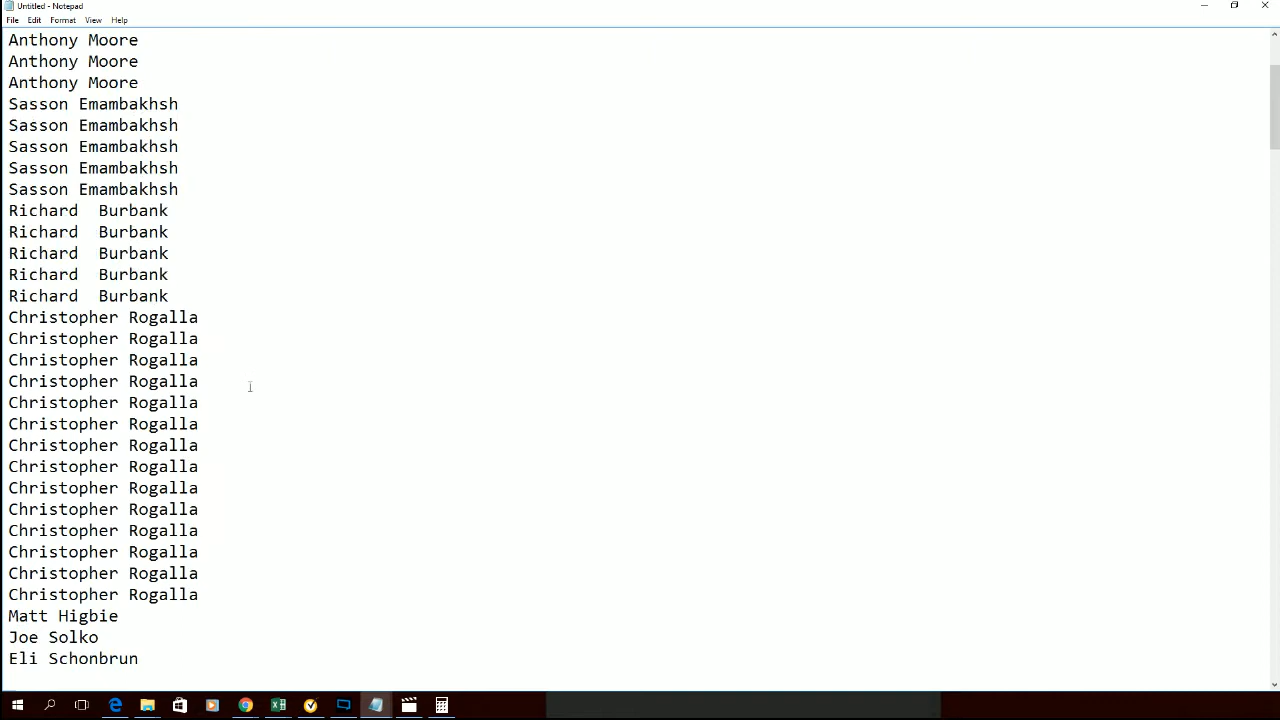 Untitled - Notepad
File Edit Format View Help
Anthony Moore
Anthony Moore
Anthony Moore
Sasson Emambakhsh
Sasson Emambakhsh
Sasson Emambakhsh
Sasson Emambakhsh
Sasson Emambakhsh
Richard  Burbank
Richard  Burbank
Richard  Burbank
Richard  Burbank
Richard  Burbank
Christopher Rogalla
Christopher Rogalla
Christopher Rogalla
Christopher Rogalla
Christopher Rogalla
Christopher Rogalla
Christopher Rogalla
Christopher Rogalla
Christopher Rogalla
Christopher Rogalla
Christopher Rogalla
Christopher Rogalla
Christopher Rogalla
Christopher Rogalla
Matt Higbie
Joe Solko
Eli Schonbrun